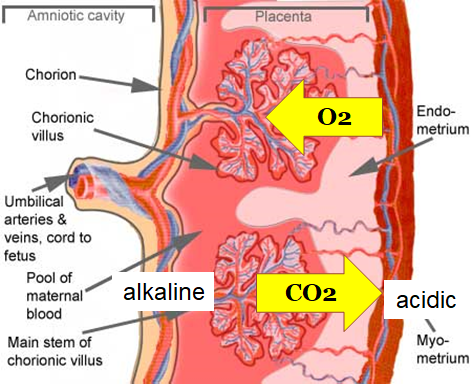 Amniotic cavity
Placenta
Chorion
Chorionic
villus
O2
Endo-
metrium
Umbilical
arteries &
veins, cord to
fetus
Pool of
maternal
blood
alkaline
CO2
acidic
Main stem of
chorionic villus
Myo-
metrium